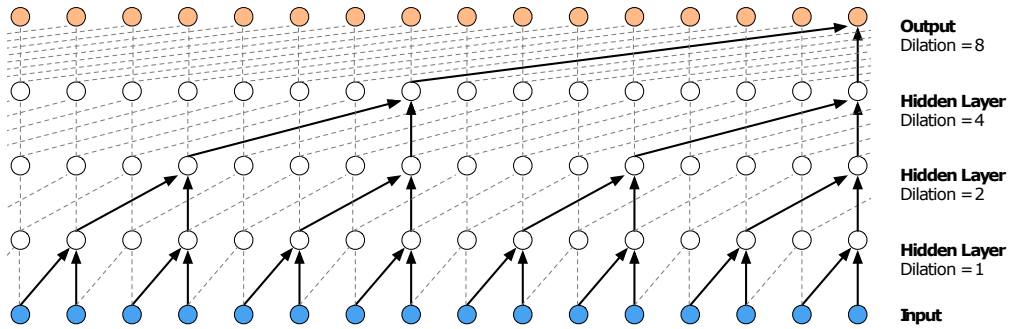 Output
Dilation = 8
Hidden Layer
Dilation = 4
Hidden Layer
Dilation = 2
Hidden Layer
Dilation = 1
Input